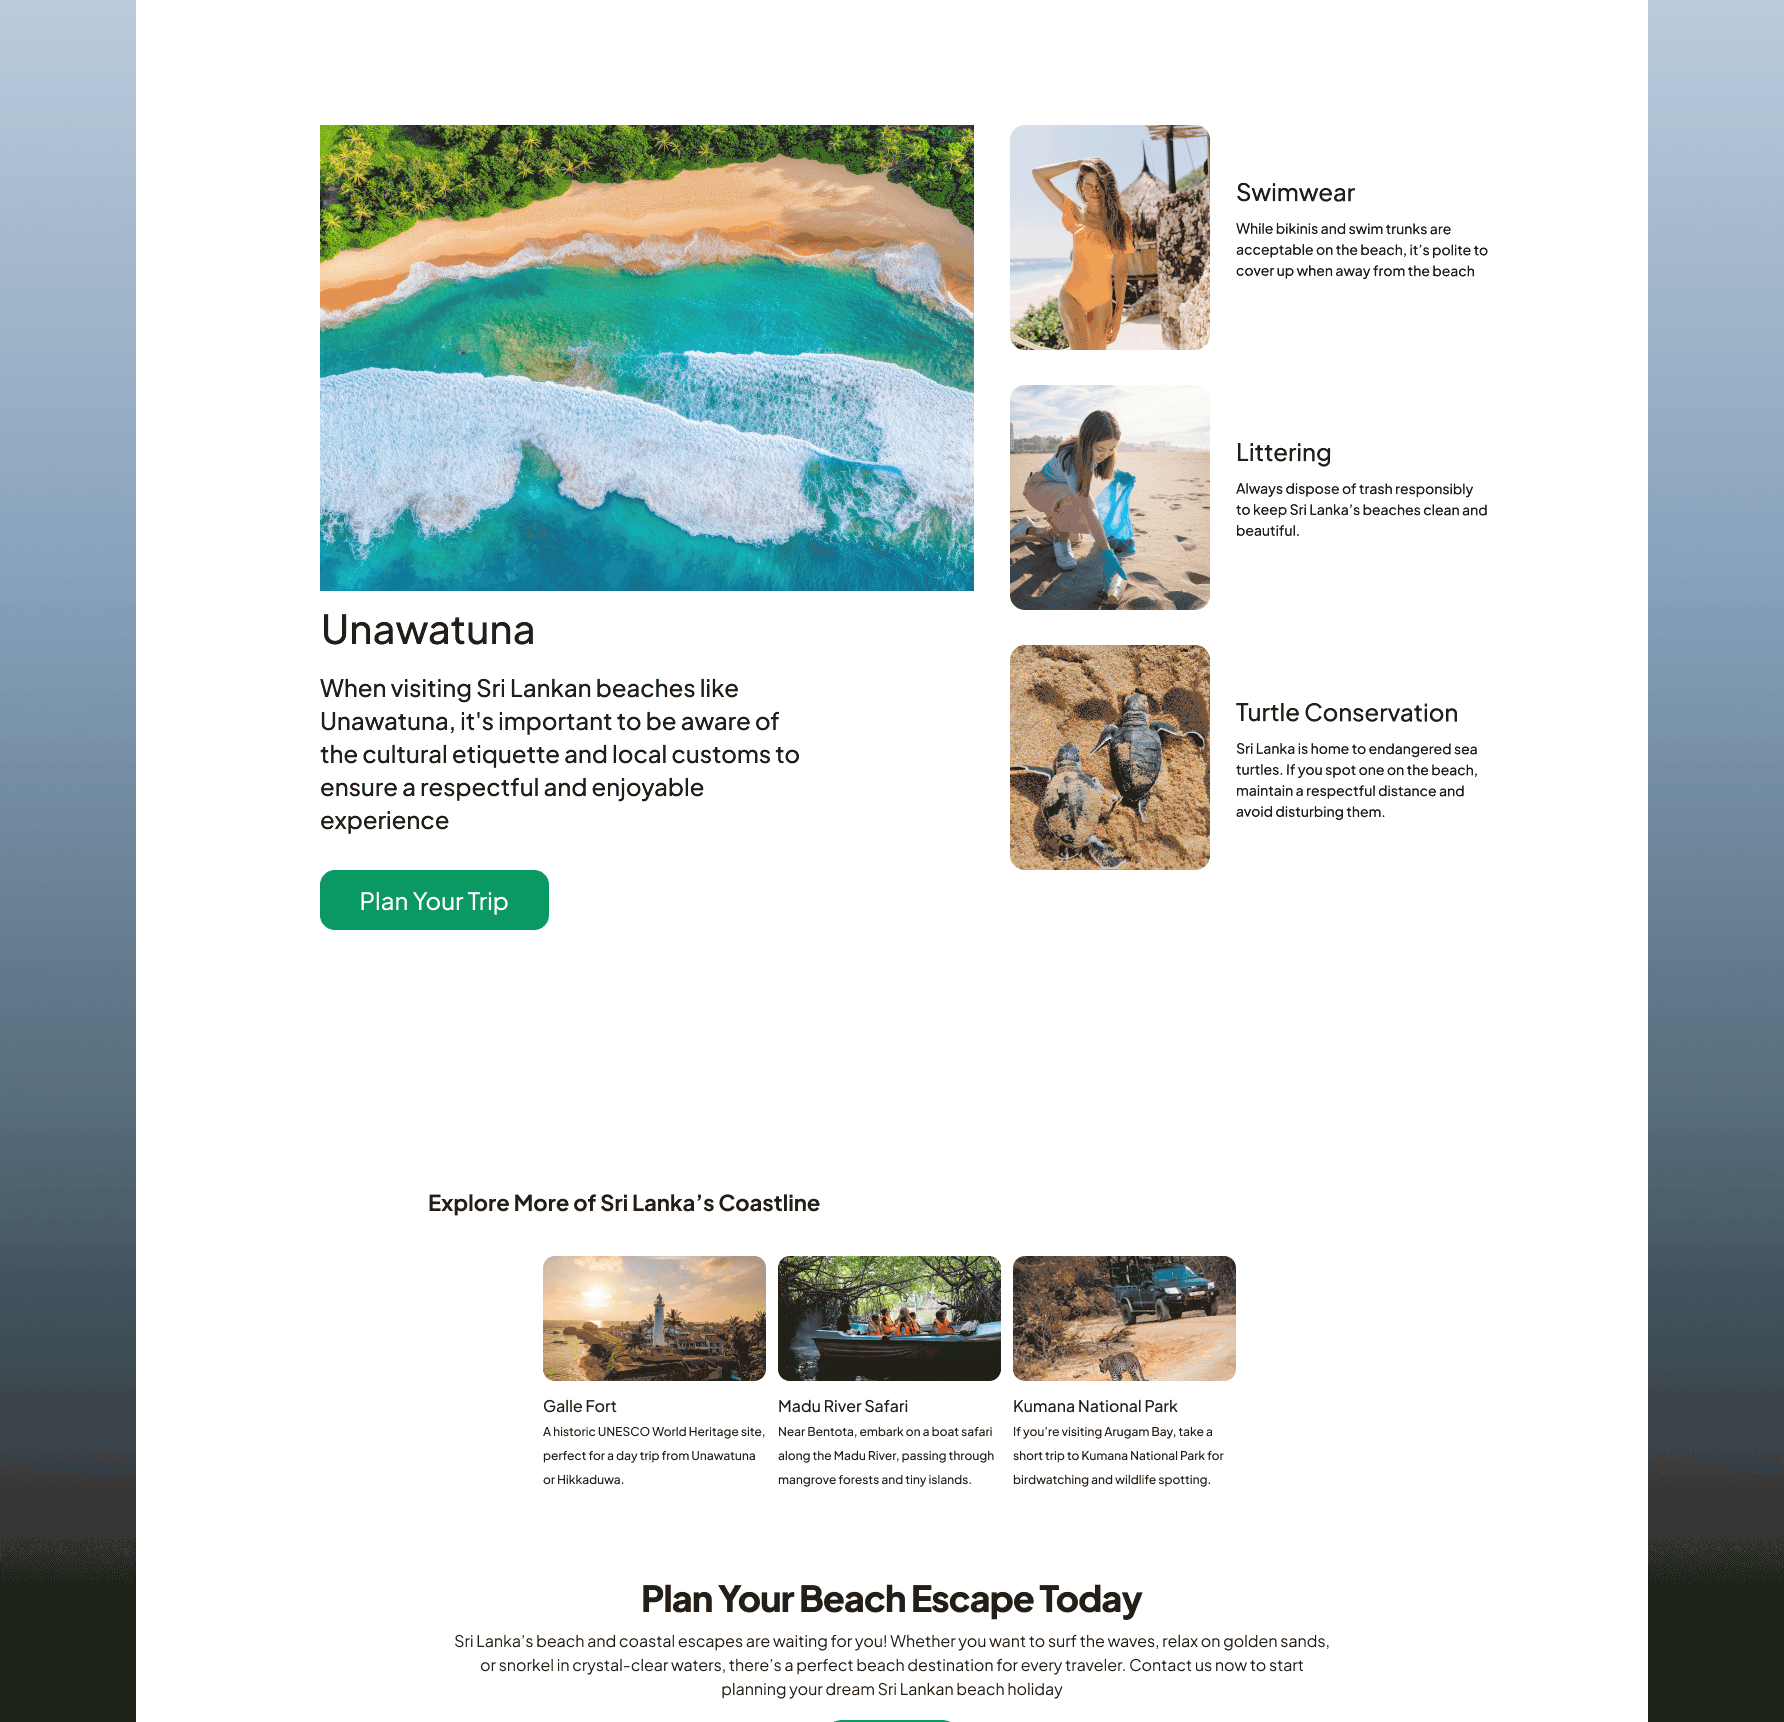 Unawatuna
When visiting Sri Lankan beaches like
Unawatuna, it's important to be aware of
the cultural etiquette and local customs to
ensure a respectful and enjoyable
experience
Plan Your Trip
Swimwear
While bikinis and swim trunks are
acceptable on the beach, it’s polite to
cover up when away from the beach
Littering
Always dispose of trash responsibly
to keep Sri Lanka’s beaches clean and
beautiful.
Turtle Conservation
Sri Lanka is home to endangered sea
turtles. If you spot one on the beach,
maintain a respectful distance and
avoid disturbing them.
Explore More of Sri Lanka’s Coastline
Galle Fort
A historic UNESCO World Heritage site,
perfect for a day trip from Unawatuna
or Hikkaduwa.
Madu River Safari
Near Bentota, embark on a boat safari
along the Madu River, passing through
mangrove forests and tiny islands.
Kumana National Park
If you’re visiting Arugam Bay, take a
short trip to Kumana National Park for
birdwatching and wildlife spotting.
Plan Your Beach Escape Today
Sri Lanka’s beach and coastal escapes are waiting for you! Whether you want to surf the waves, relax on golden sands,
or snorkel in crystal-clear waters, there’s a perfect beach destination for every traveler. Contact us now to start
planning your dream Sri Lankan beach holiday